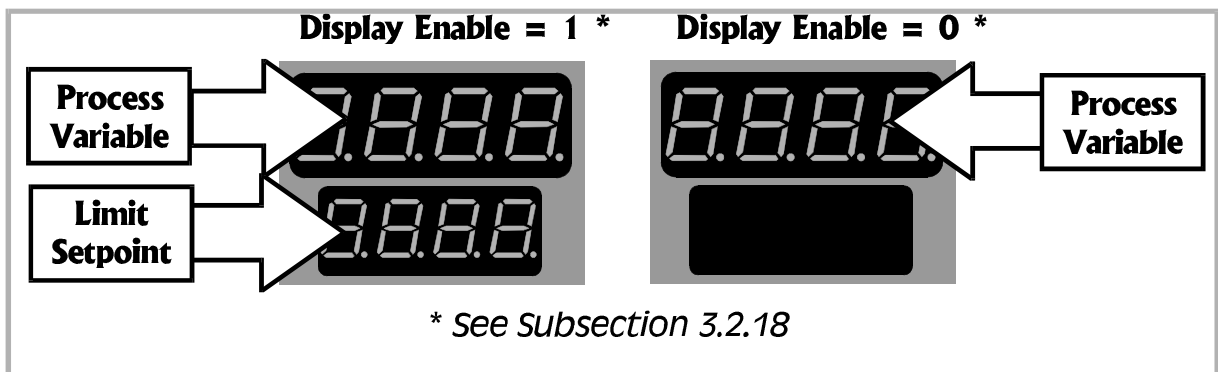 Display Enable = 1 * Display Enable = 0 *
Process
Variable
Process
Variable
Limit
Setpoint
* See Subsection 3.2.18